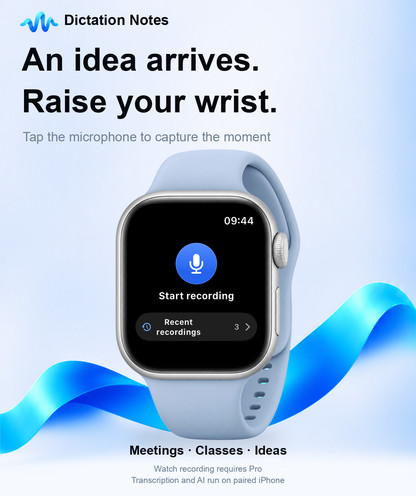 Dictation Notes
An idea arrives.
Raise your wrist.
Tap the microphone to capture the moment
09:44
Start recording
Recent
recordings
3
Meetings · Classes · Ideas
Watch recording requires Pro
Transcription and AI run on paired iPhone